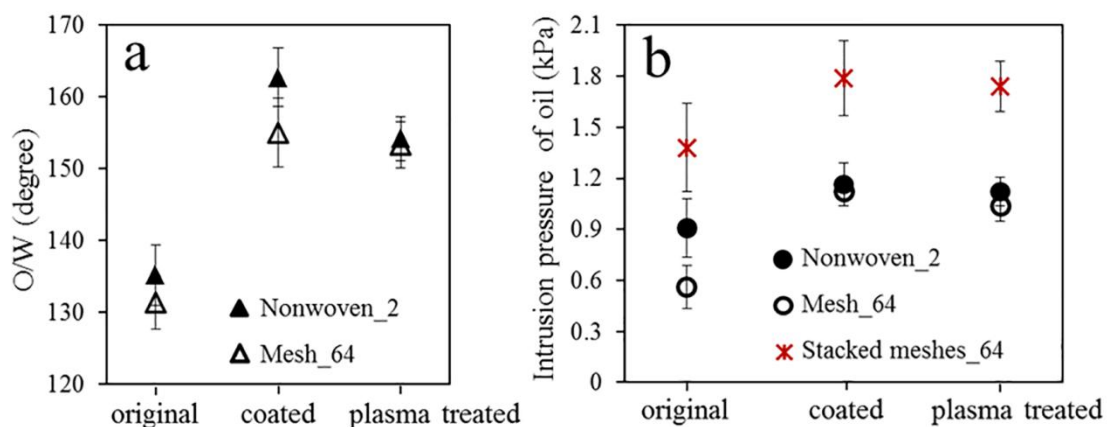 a
O/W (degree)
170
160
150
140
130
120
Nonwoven_2
Mesh_64
original coated plasma treated
b
Intrusion pressure of oil (kPa)
2.1
1.8
1.5
1.2
0.9
0.6
0.3
0
Nonwoven_2
Mesh_64
Stacked meshes_64
original coated plasma treated